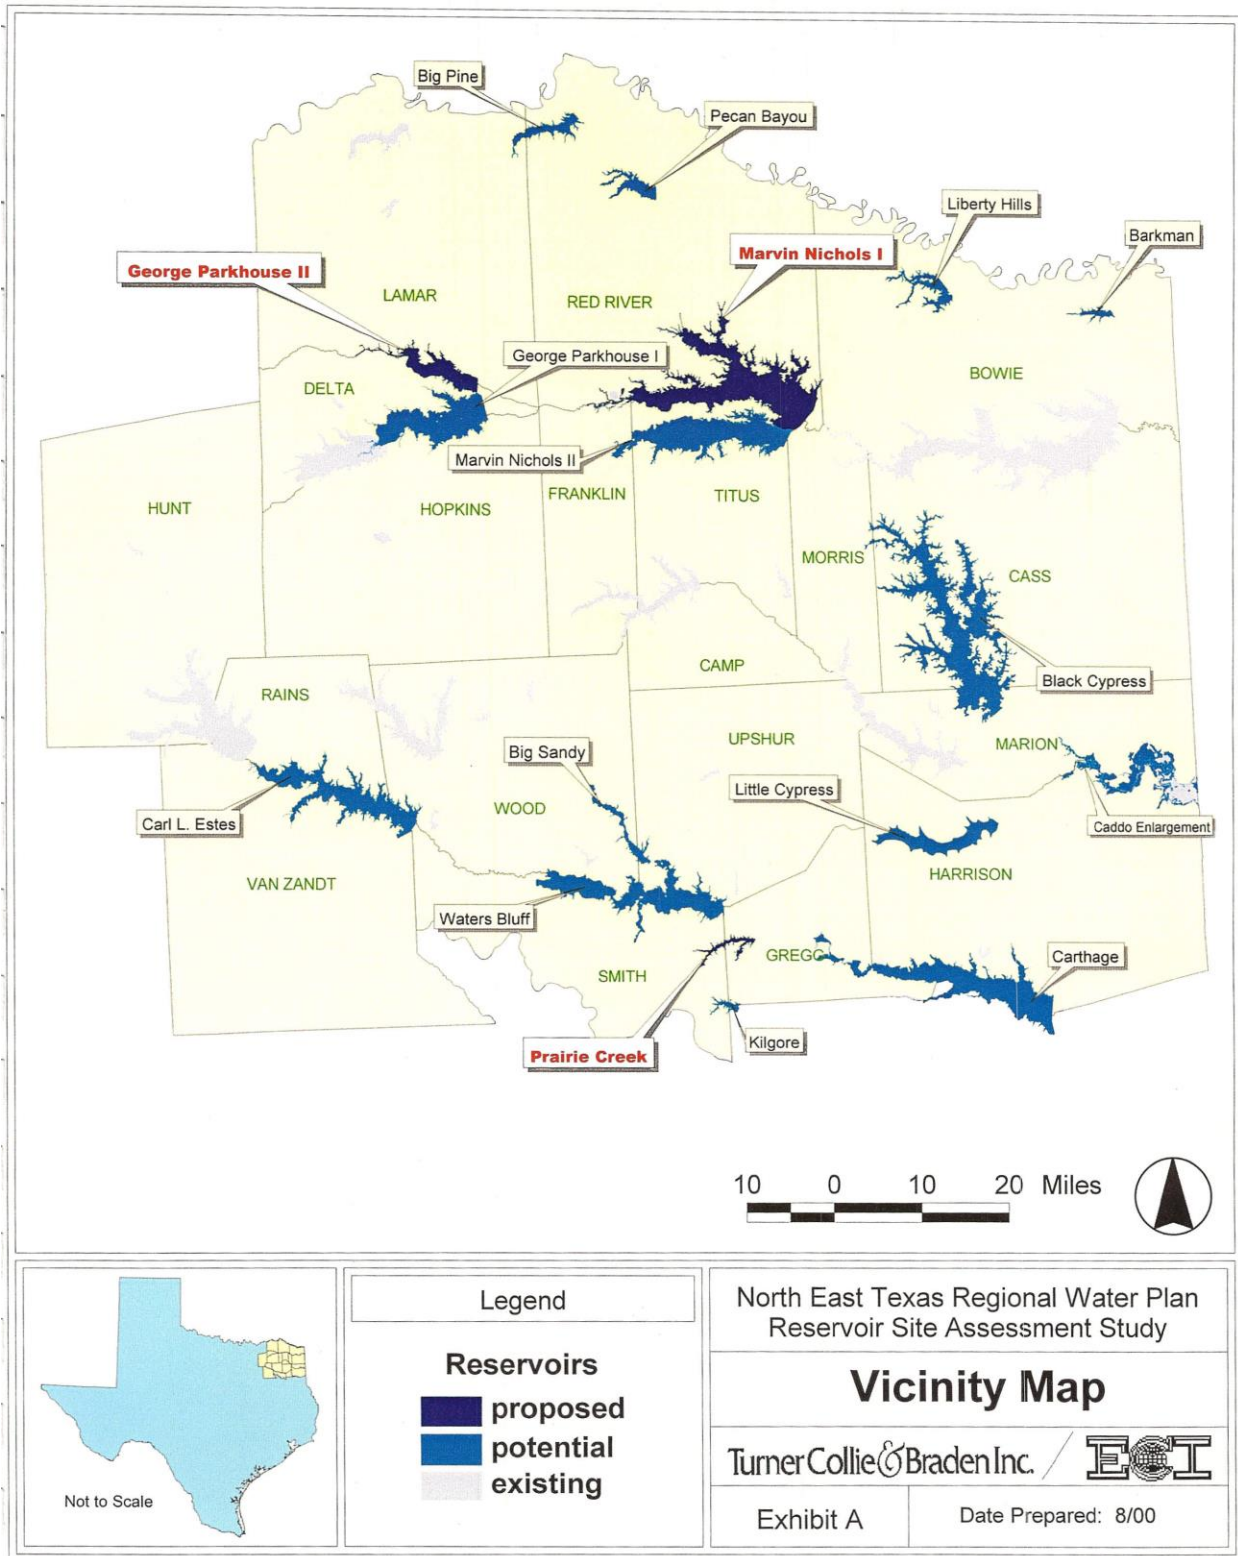 Big Pine
Pecan Bayou
Liberty Hills
Barkman
George Parkhouse II
Marvin Nichols I
LAMAR
RED RIVER
George Parkhouse I
DELTA
BOWIE
Marvin Nichols II
HUNT
HOPKINS
FRANKLIN
TITUS
MORRIS
CASS
CAMP
Black Cypress
RAINS
UPSHUR
MARION
Big Sandy
Little Cypress
Carl L. Estes
WOOD
Caddo Enlargement
VAN ZANDT
HARRISON
Waters Bluff
SMITH
GREGG
Carthage
Prairie Creek
Kilgore
10 0 10 20 Miles
Not to Scale
Legend
Reservoirs
proposed
potential
existing
North East Texas Regional Water Plan
Reservoir Site Assessment Study
Vicinity Map
Turner Collie & Braden Inc. / ECI
Exhibit A
Date Prepared: 8/00